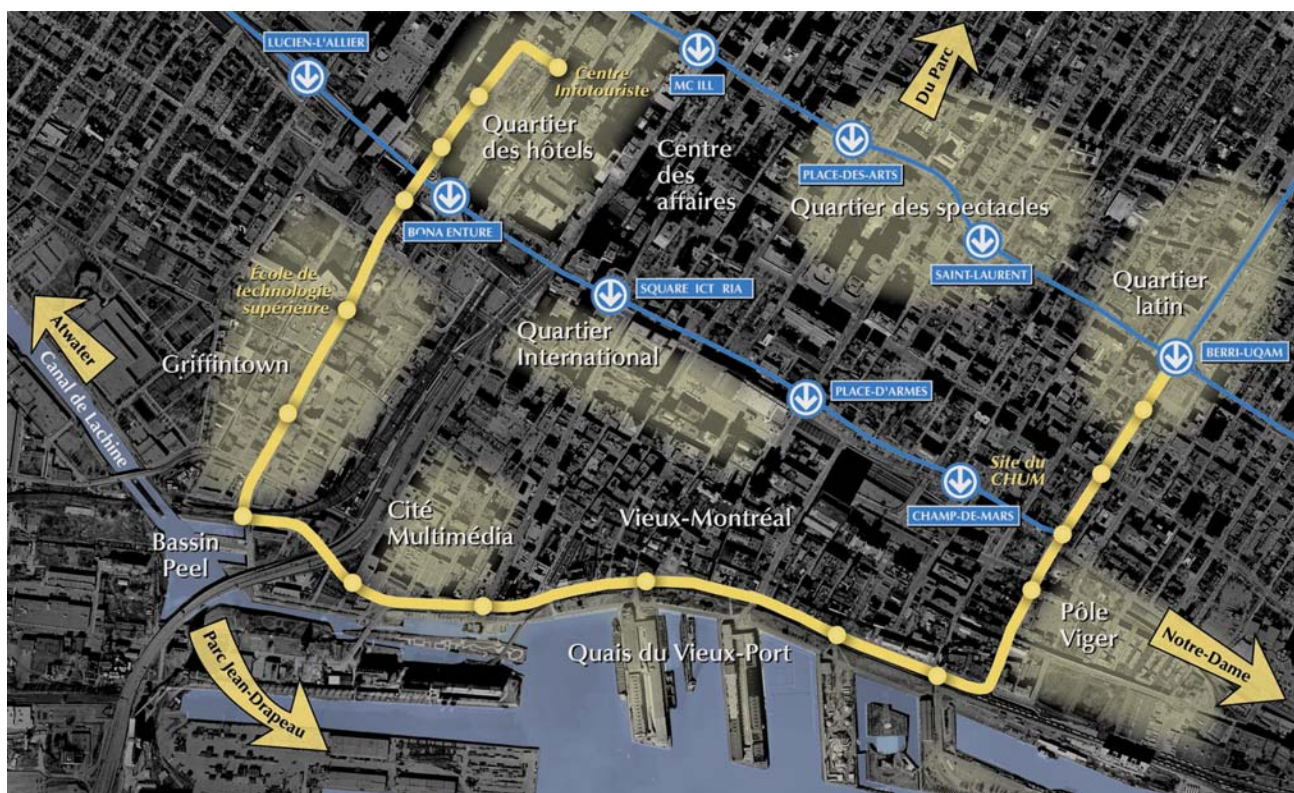 LUCIEN-L'ALLIER
Centre
Infotouriste
MC ILL
Du Parc
Quartier
des hôtels
Centre
des
affaires
PLACE-DES-ARTS
Quartier des spectacles
BONA ENTURE
SAINT-LAURENT
École de
technologie
supérieure
SQUARE ICT RIA
Quartier
latin
Atwater
Griffintown
Quartier
International
BERRI-UQAM
Canal de Lachine
PLACE-D'ARMES
Site du
CHUM
Cité
Multimédia
Vieux-Montréal
CHAMP-DE-MARS
Bassin
Peel
Pôle
Viger
Parc Jean-Drapeau
Quais du Vieux-Port
Notre-Dame